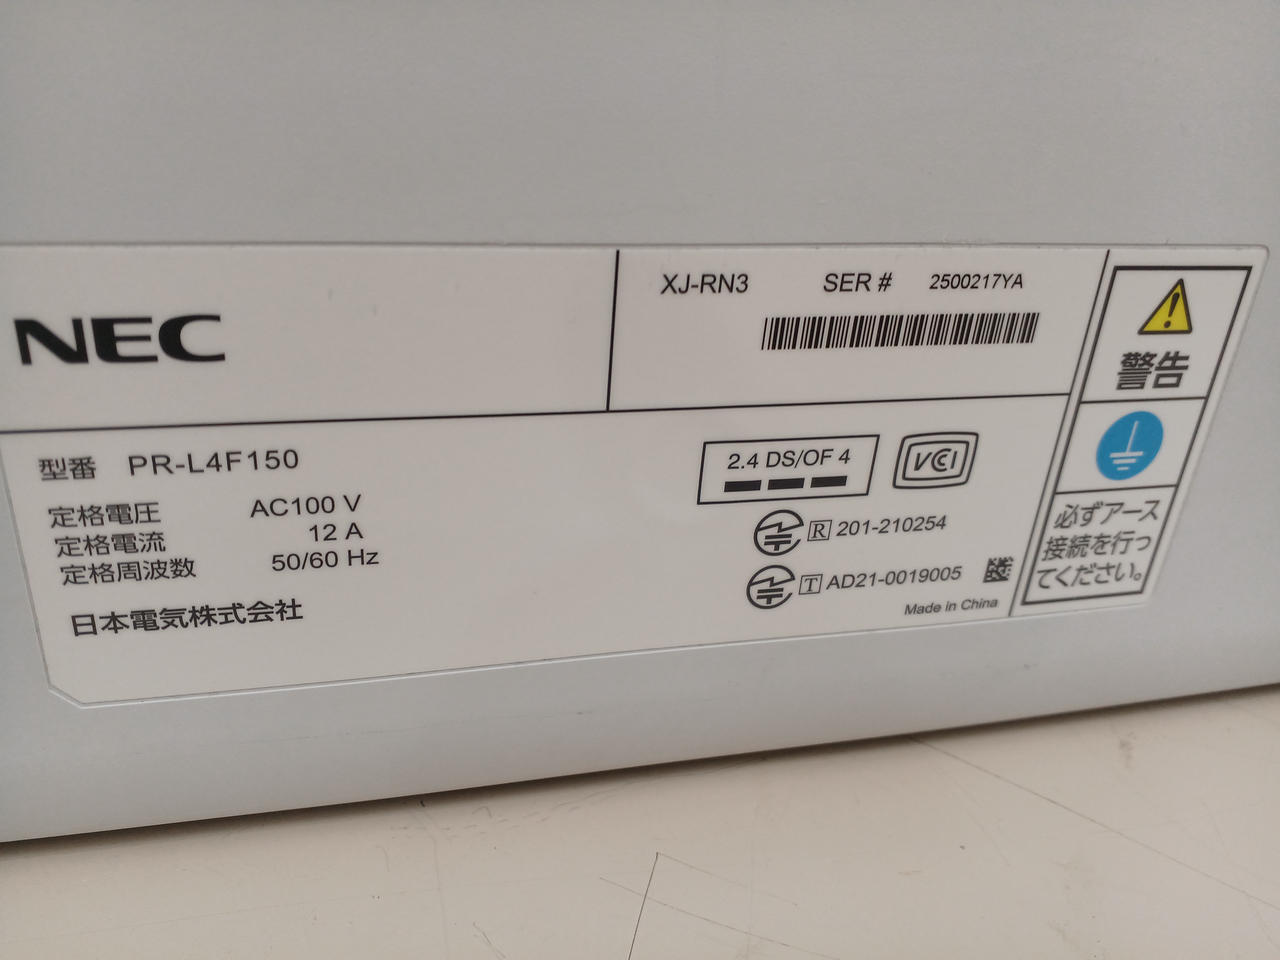 NEC
XJ-RN3 SER # 2500217YA
型番 PR-L4F150
定格電圧 AC100 V
定格電流 12 A
定格周波数 50/60 Hz
日本電気株式会社
2.4 DS/OF 4
VCCI
R 201-210254
T AD21-0019005
Made in China
警告
必ずアース
接続を行っ
てください。